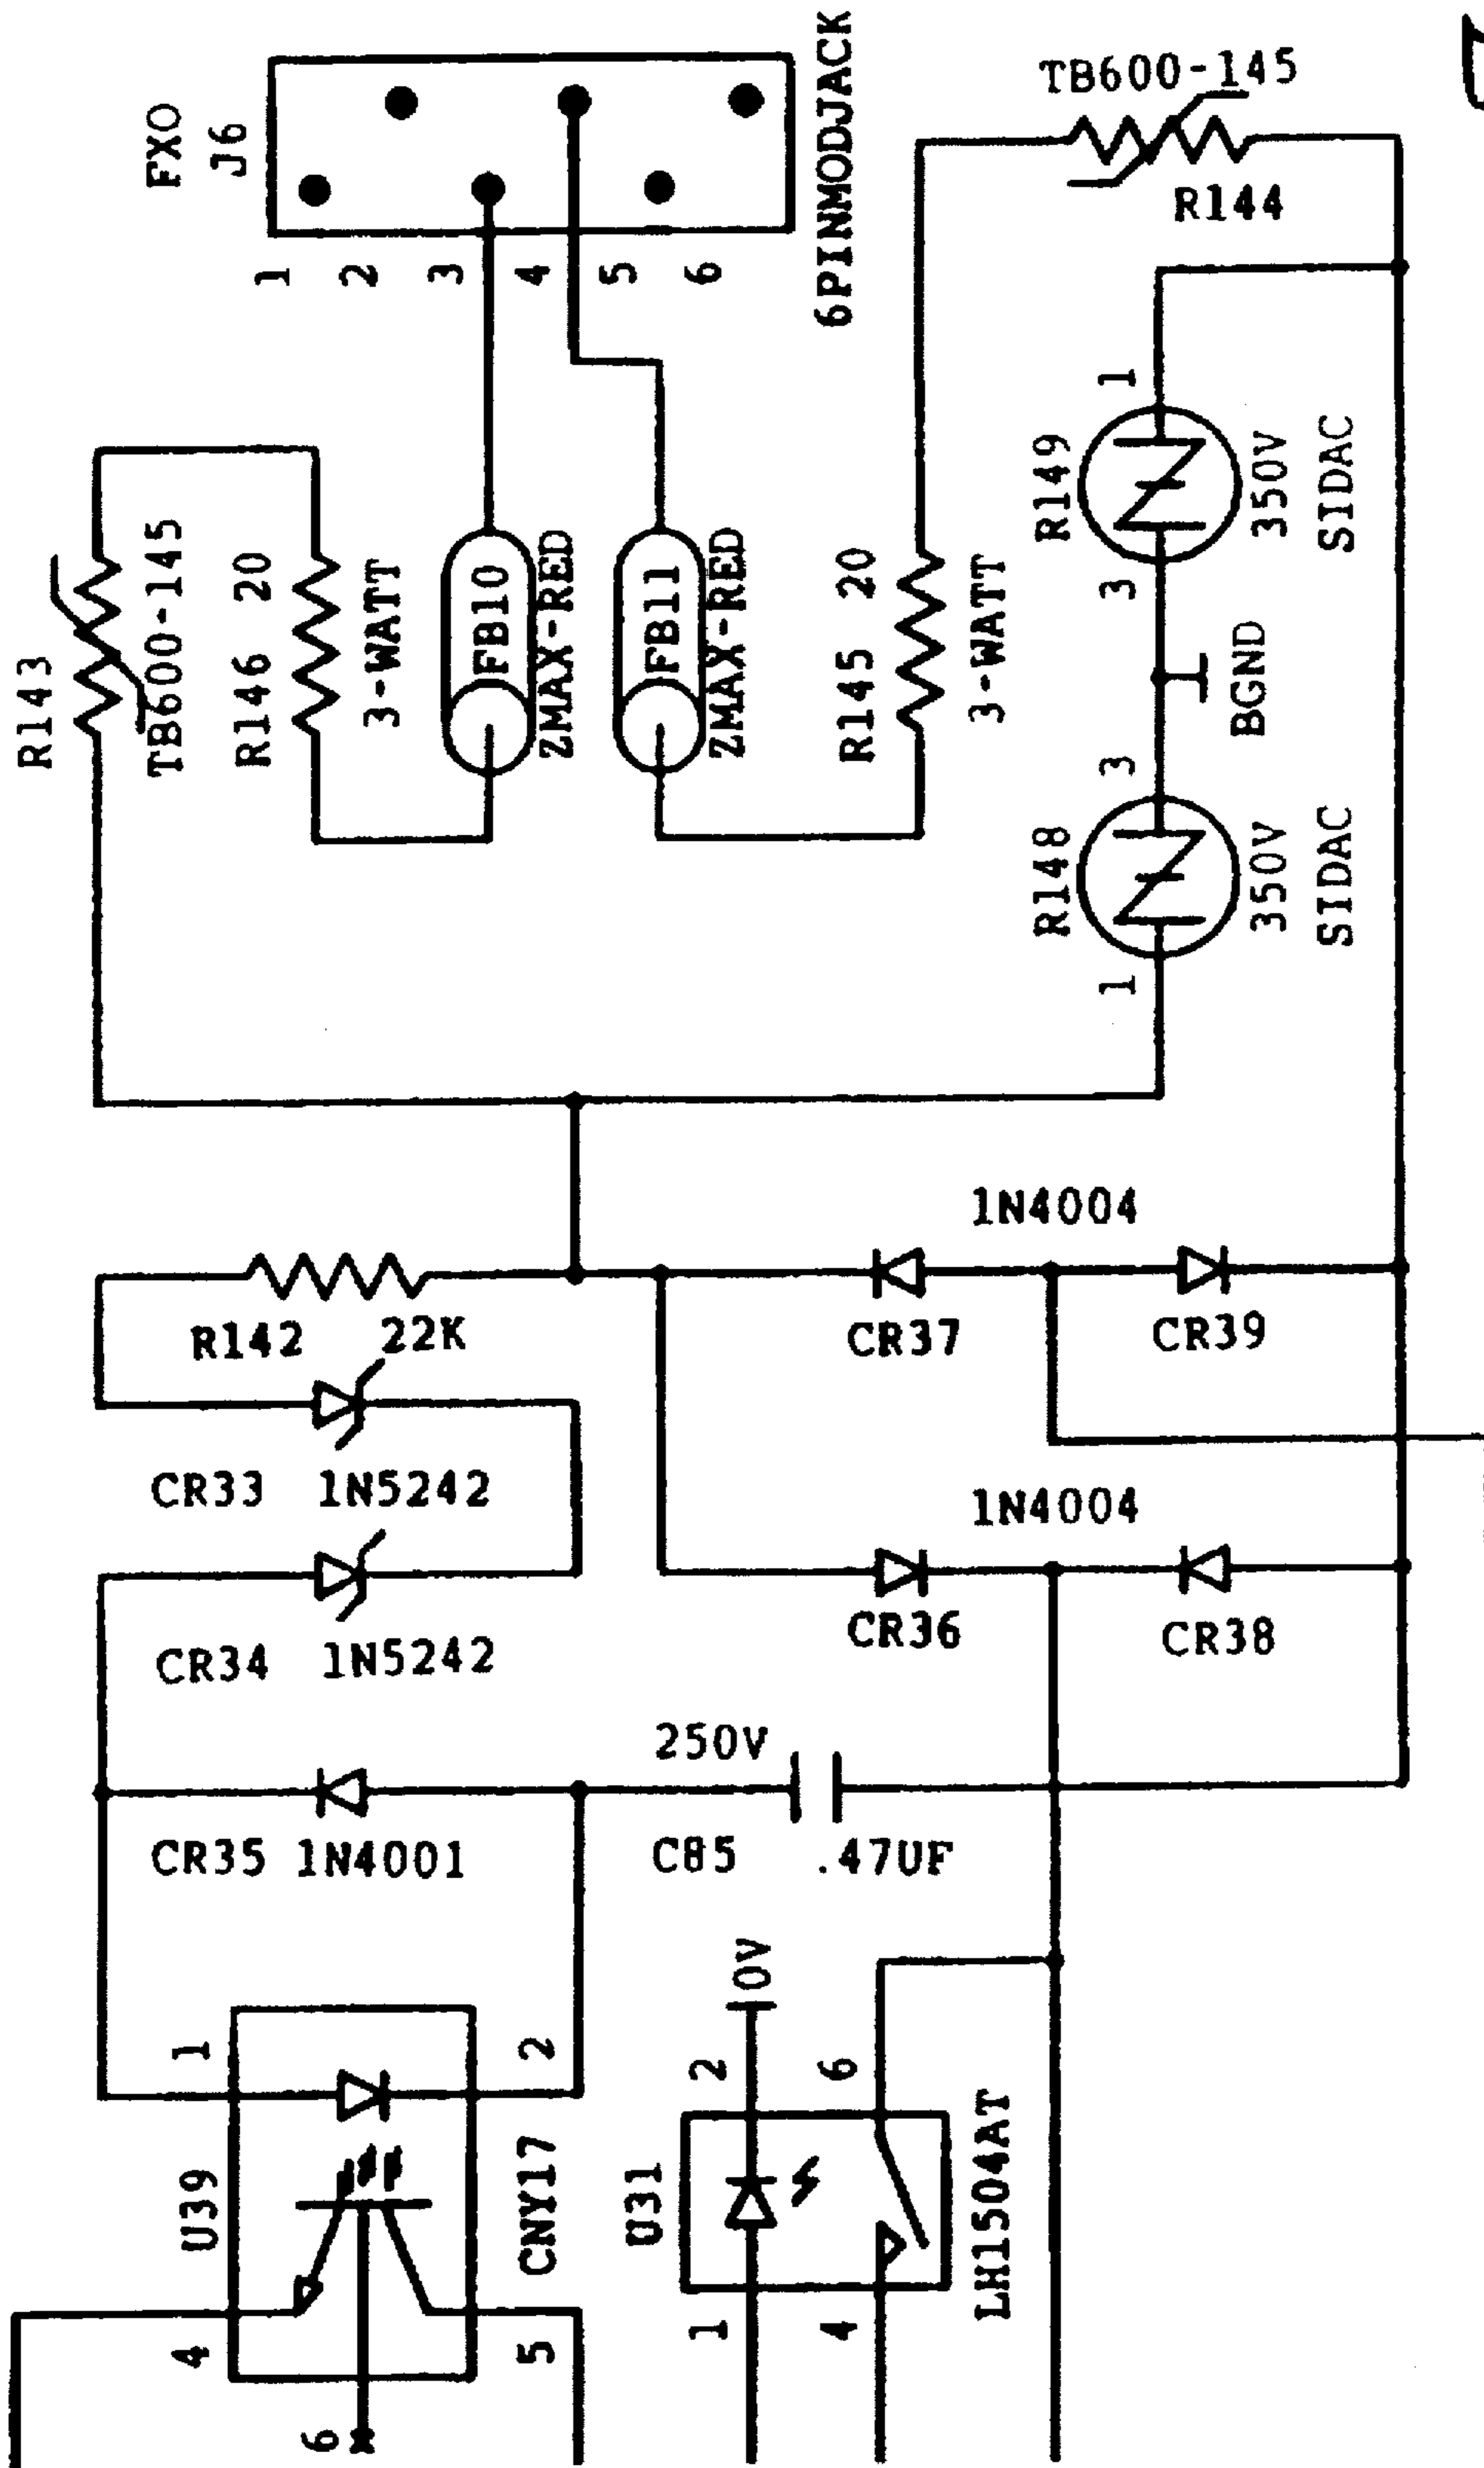 FXO
J6
1
2
3
4
5
6
6PINMODJACK
TB600-145
R144
R143
TB600-145
R146 20
3-WATT
FB10
ZMAX-RED
FB11
ZMAX-RED
R145 20
3-WATT
1
R149
350V
SIDAC
3
BGND
3
R148
350V
SIDAC
1
1N4004
R142 22K
CR37
CR39
CR33 1N5242
1N4004
CR34 1N5242
CR36
CR38
250V
CR35 1N4001
C85 .47UF
0V
1
2
2
6
U39
CNY17
U31
LH1504AT
4
5
1
4
6